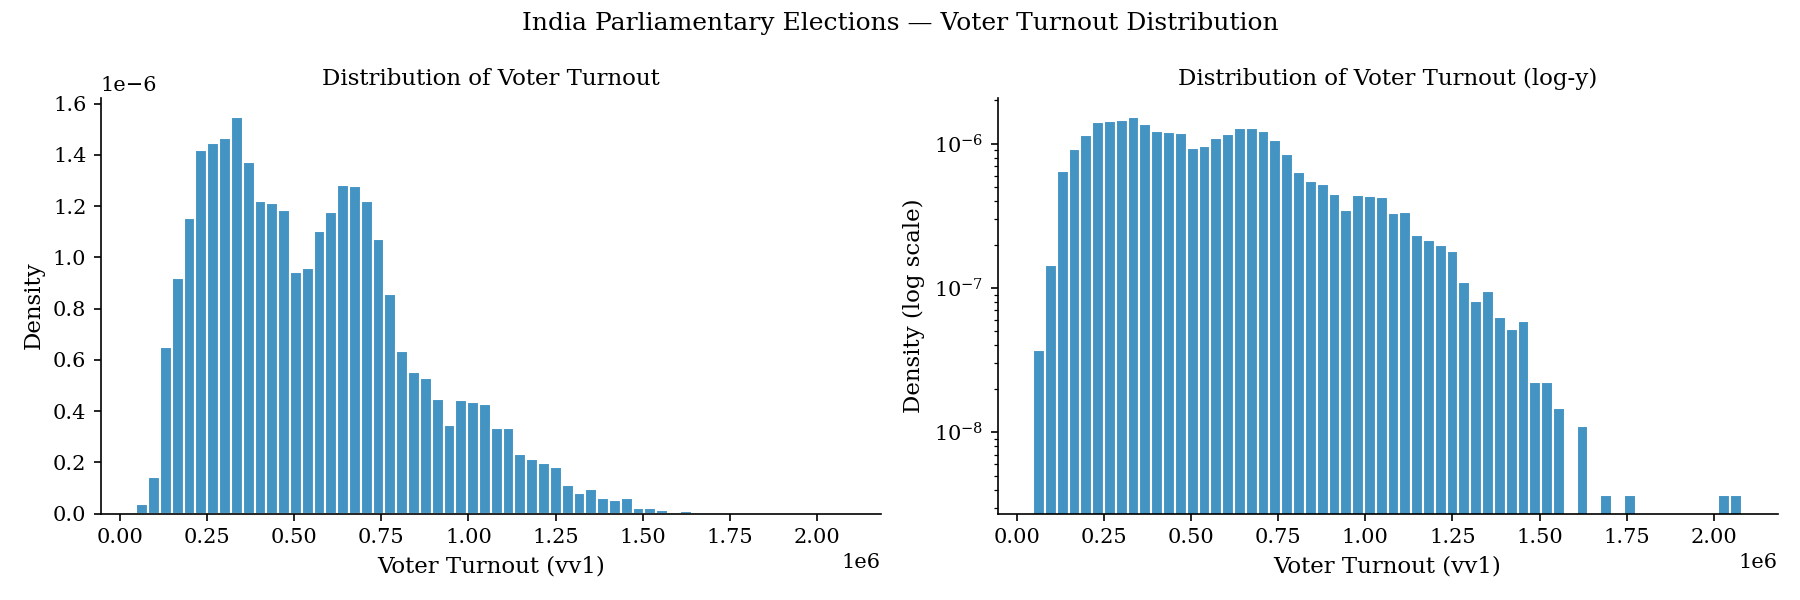 India Parliamentary Elections — Voter Turnout Distribution
Distribution of Voter Turnout
1e−6
1.6
1.4
1.2
1.0
0.8
0.6
0.4
0.2
0.0
Density
0.00 0.25 0.50 0.75 1.00 1.25 1.50 1.75 2.00
1e6
Voter Turnout (vv1)
Distribution of Voter Turnout (log-y)
10⁻⁶
10⁻⁷
10⁻⁸
Density (log scale)
0.00 0.25 0.50 0.75 1.00 1.25 1.50 1.75 2.00
1e6
Voter Turnout (vv1)